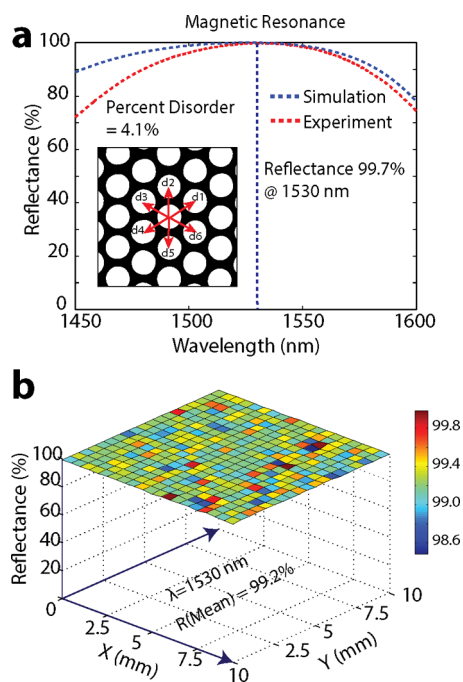 a
Magnetic Resonance
Reflectance (%)
100
80
60
40
20
0
Percent Disorder
= 4.1%
Simulation
Experiment
Reflectance 99.7%
@ 1530 nm
d2
d3
d1
d4
d6
d5
1450
1500
1550
1600
Wavelength (nm)
b
Reflectance (%)
100
80
60
40
20
0
99.8
99.4
99.0
98.6
λ=1530 nm
R(Mean) = 99.2%
2.5
5
7.5
10
X (mm)
2.5
5
7.5
10
Y (mm)